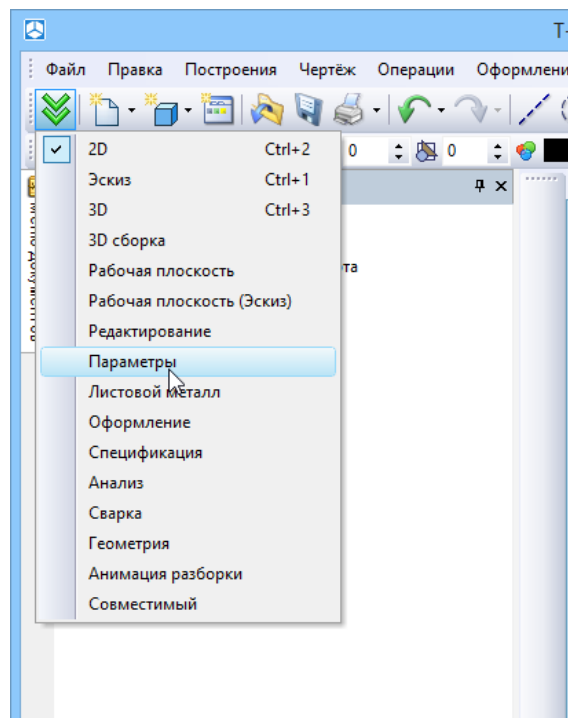 T-
Файл Правка Построения Чертёж Операции Оформлени
2D Ctrl+2 0 0
Эскиз Ctrl+1
3D Ctrl+3
3D сборка
Рабочая плоскость та
Рабочая плоскость (Эскиз)
Редактирование
Параметры
Листовой металл
Оформление
Спецификация
Анализ
Сварка
Геометрия
Анимация разборки
Совместимый